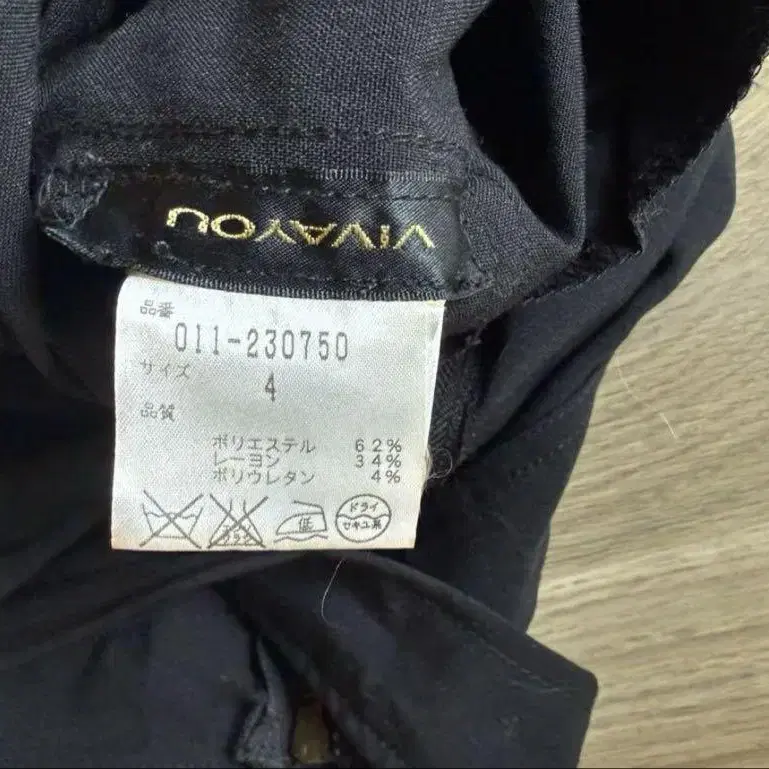 VIVAYOU
品番
011-230750
サイズ
4
品質
ポリエステル 62%
レーヨン 34%
ポリウレタン 4%
低
ドライ
セキユ系